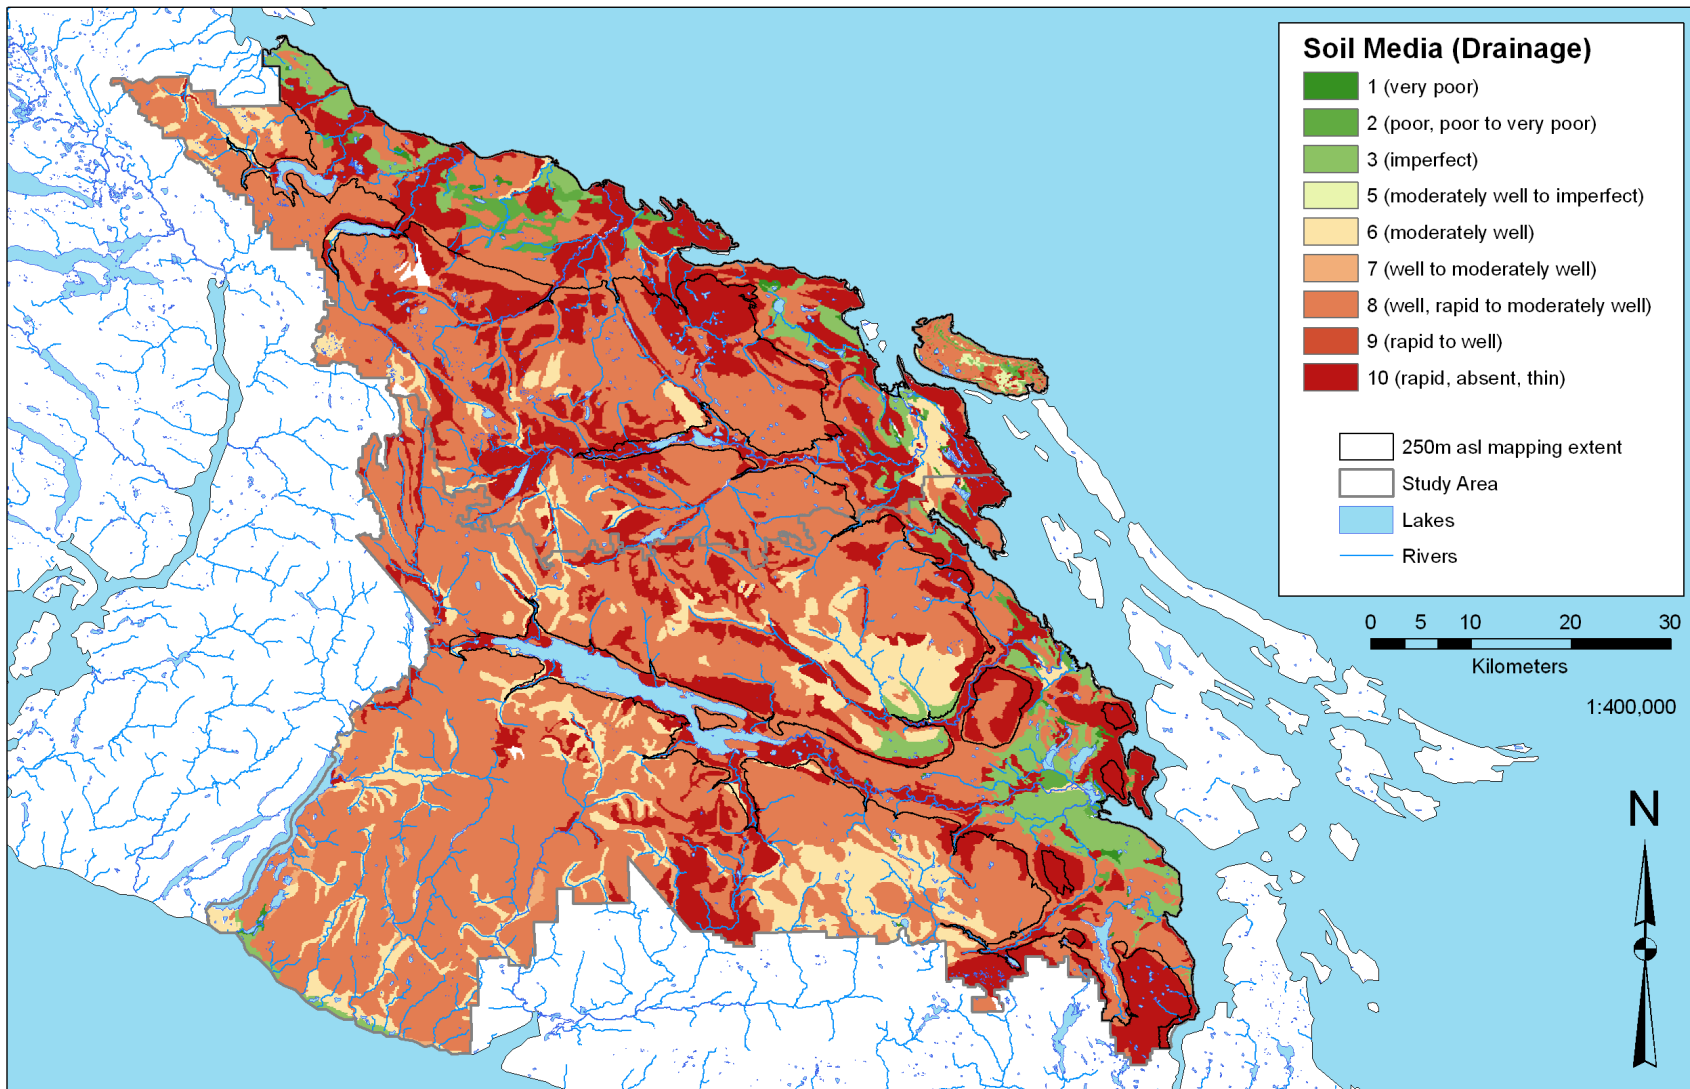 Soil Media (Drainage)
1 (very poor)
2 (poor, poor to very poor)
3 (imperfect)
5 (moderately well to imperfect)
6 (moderately well)
7 (well to moderately well)
8 (well, rapid to moderately well)
9 (rapid to well)
10 (rapid, absent, thin)
250m asl mapping extent
Study Area
Lakes
Rivers
0 5 10 20 30
Kilometers
1:400,000
N